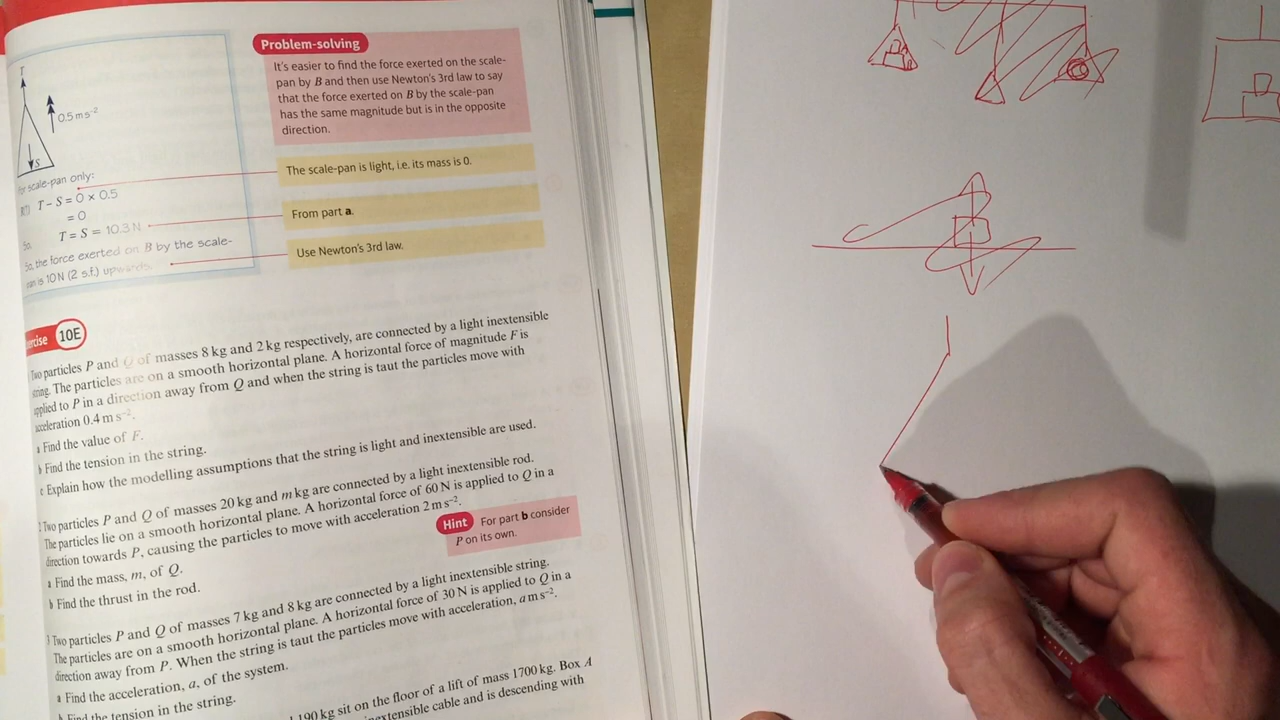 T
0.5 m s⁻²
S
scale-pan only:
R(↑) T – S = 0 × 0.5
= 0
So, T = S = 10.3 N
So, the force exerted on B by the scale-
pan is 10 N (2 s.f.) upwards.
Problem-solving
It's easier to find the force exerted on the scale-
pan by B and then use Newton's 3rd law to say
that the force exerted on B by the scale-pan
has the same magnitude but is in the opposite
direction.
The scale-pan is light, i.e. its mass is 0.
From part a.
Use Newton's 3rd law.
10E
Two particles P and Q of masses 8 kg and 2 kg respectively, are connected by a light inextensible
string. The particles are on a smooth horizontal plane. A horizontal force of magnitude F is
applied to P in a direction away from Q and when the string is taut the particles move with
acceleration 0.4 m s⁻².
a Find the value of F.
b Find the tension in the string.
c Explain how the modelling assumptions that the string is light and inextensible are used.
2 Two particles P and Q of masses 20 kg and m kg are connected by a light inextensible rod.
The particles lie on a smooth horizontal plane. A horizontal force of 60 N is applied to Q in a
direction towards P, causing the particles to move with acceleration 2 m s⁻².
a Find the mass, m, of Q.
b Find the thrust in the rod.
Hint For part b consider
P on its own.
3 Two particles P and Q of masses 7 kg and 8 kg are connected by a light inextensible string.
The particles are on a smooth horizontal plane. A horizontal force of 30 N is applied to Q in a
direction away from P. When the string is taut the particles move with acceleration, a m s⁻².
a Find the acceleration, a, of the system.
b Find the tension in the string.
190 kg sit on the floor of a lift of mass 1700 kg. Box A
inextensible cable and is descending with